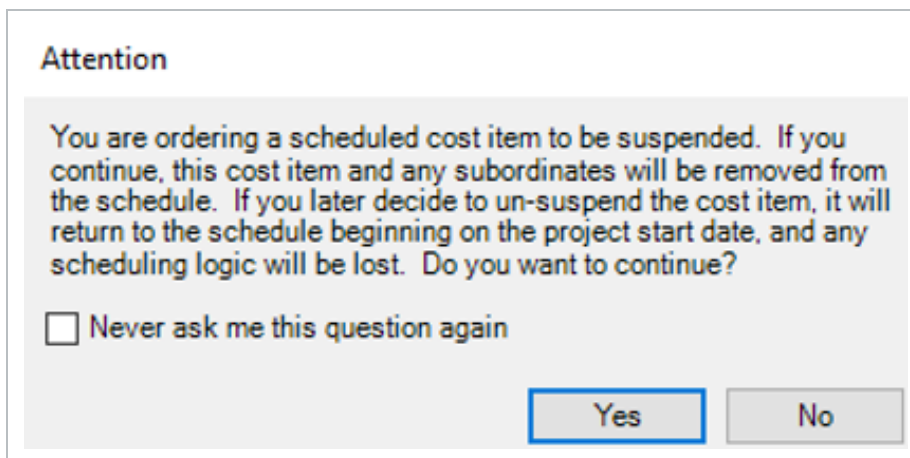 Attention
You are ordering a scheduled cost item to be suspended.  If you
continue, this cost item and any subordinates will be removed from
the schedule.  If you later decide to un-suspend the cost item, it will
return to the schedule beginning on the project start date, and any
scheduling logic will be lost.  Do you want to continue?
Never ask me this question again
Yes
No